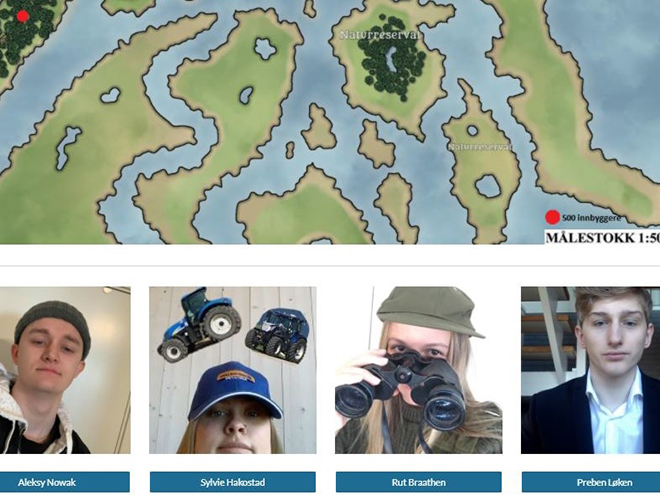 Naturreservat
Naturreservat
500 innbyggere
MÅLESTOKK 1:50
Aleksy Nowak
Sylvie Hakostad
Rut Braathen
Preben Løken